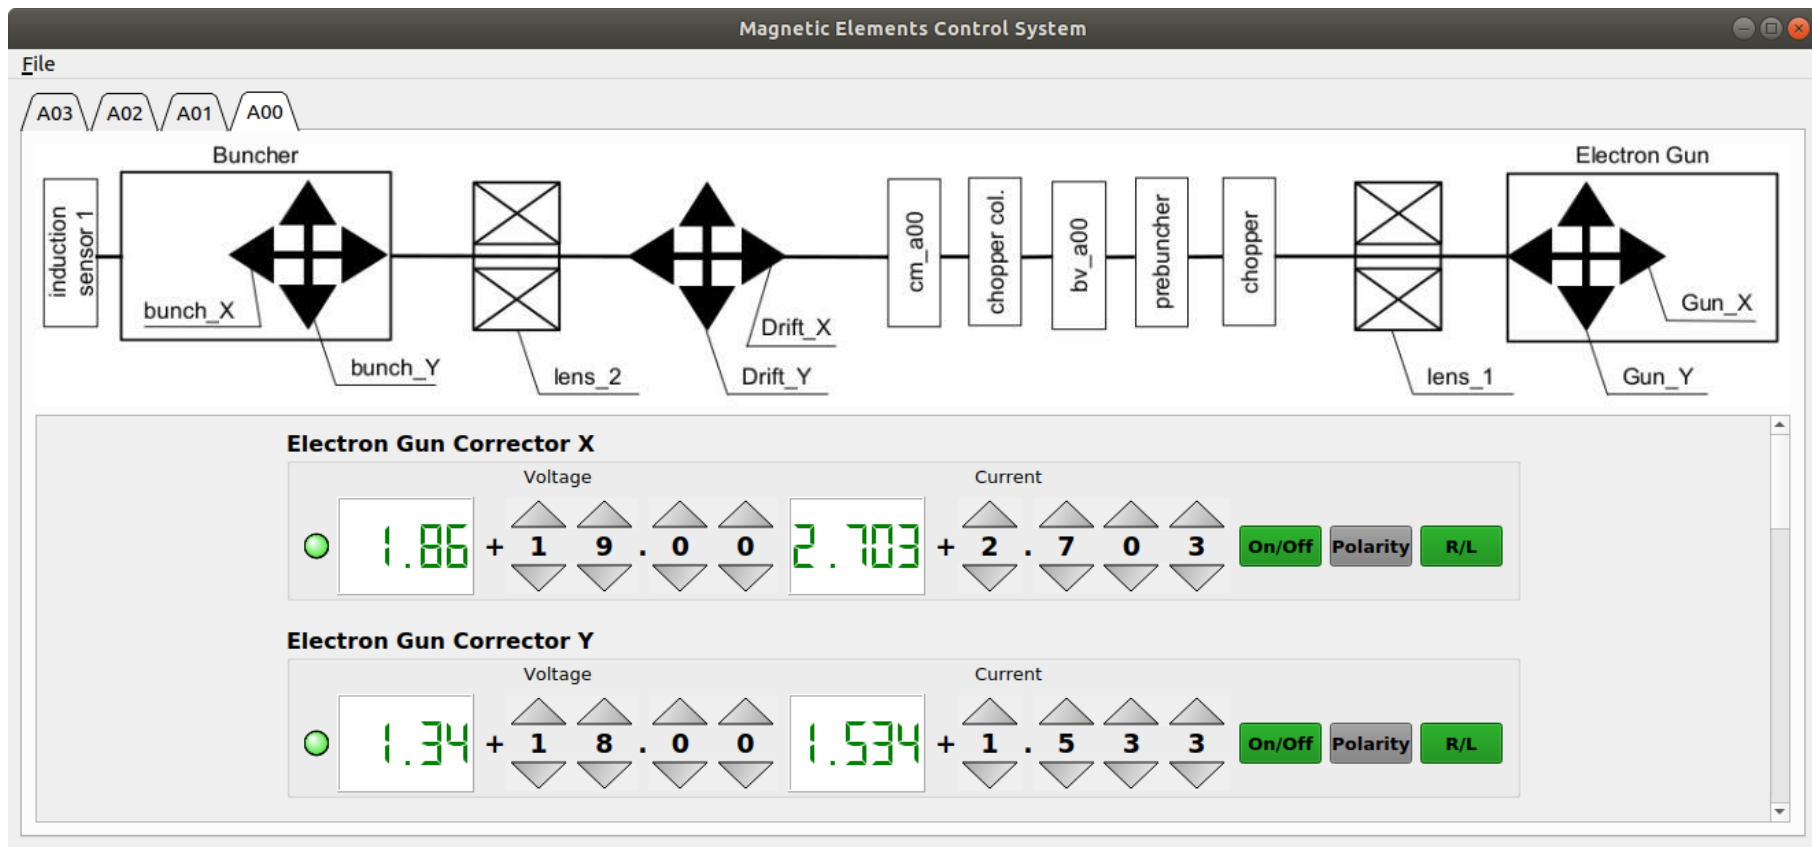 Magnetic Elements Control System
File
A03 A02 A01 A00
Buncher
Electron Gun
induction
sensor 1
bunch_X
bunch_Y
lens_2
Drift_X
Drift_Y
cm_a00
chopper col.
bv_a00
prebuncher
chopper
lens_1
Gun_X
Gun_Y
Electron Gun Corrector X
Voltage Current
1.86 + 1 9 . 0 0 2.703 + 2 . 7 0 3 On/Off Polarity R/L
Electron Gun Corrector Y
Voltage Current
1.34 + 1 8 . 0 0 1.534 + 1 . 5 3 3 On/Off Polarity R/L